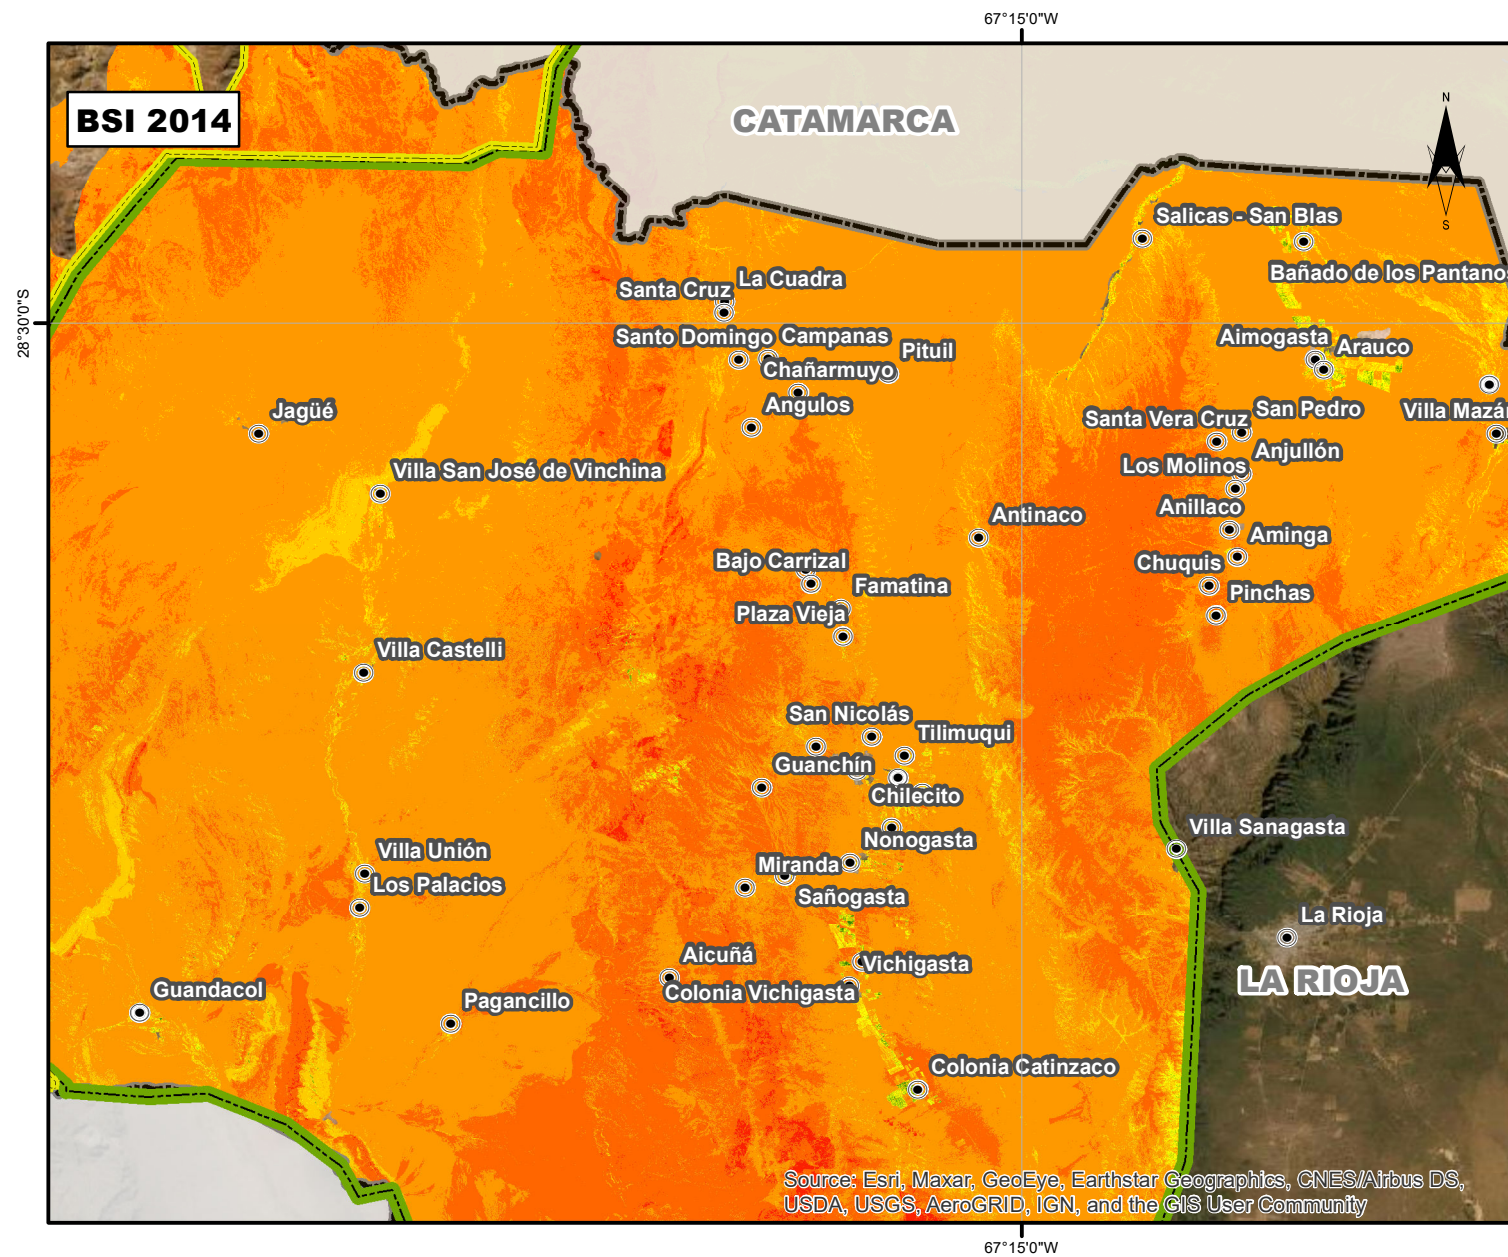 67°15'0"W
BSI 2014
CATAMARCA
N
S
Salicas - San Blas
Bañado de los Pantanos
La Cuadra
Santa Cruz
28°30'0"S
Santo Domingo
Campanas
Pituil
Aimogasta
Arauco
Chañarmuyo
Angulos
Jagüé
Santa Vera Cruz
San Pedro
Villa Mazán
Villa San José de Vinchina
Los Molinos
Anjullón
Anillaco
Antinaco
Aminga
Bajo Carrizal
Chuquis
Famatina
Pinchas
Plaza Vieja
Villa Castelli
San Nicolás
Tilimuqui
Guanchín
Chilecito
Villa Sanagasta
Nonogasta
Villa Unión
Miranda
Los Palacios
Sañogasta
La Rioja
Aicuñá
Vichigasta
LA RIOJA
Guandacol
Colonia Vichigasta
Pagancillo
Colonia Catinzaco
Source: Esri, Maxar, GeoEye, Earthstar Geographics, CNES/Airbus DS,
USDA, USGS, AeroGRID, IGN, and the GIS User Community
67°15'0"W